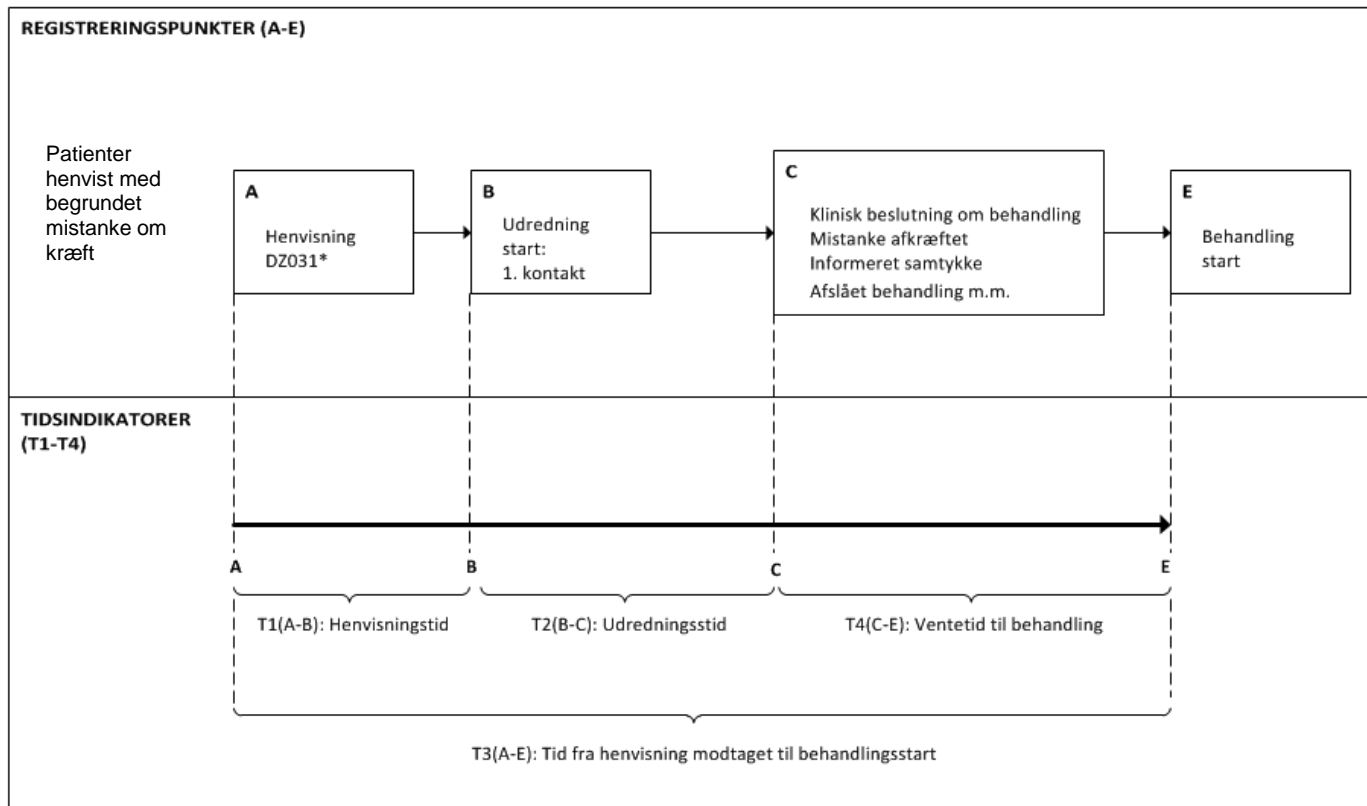 REGISTRERINGSPUNKTER (A-E)
Patienter
henvist med
begrundet
mistanke om
kræft
A
Henvisning
DZ031*
B
Udredning
start:
1. kontakt
C
Klinisk beslutning om behandling
Mistanke afkræftet
Informeret samtykke
Afslået behandling m.m.
E
Behandling
start
TIDSINDIKATORER
(T1-T4)
A
B
C
E
T1(A-B): Henvisningstid
T2(B-C): Udredningsstid
T4(C-E): Ventetid til behandling
T3(A-E): Tid fra henvisning modtaget til behandlingsstart